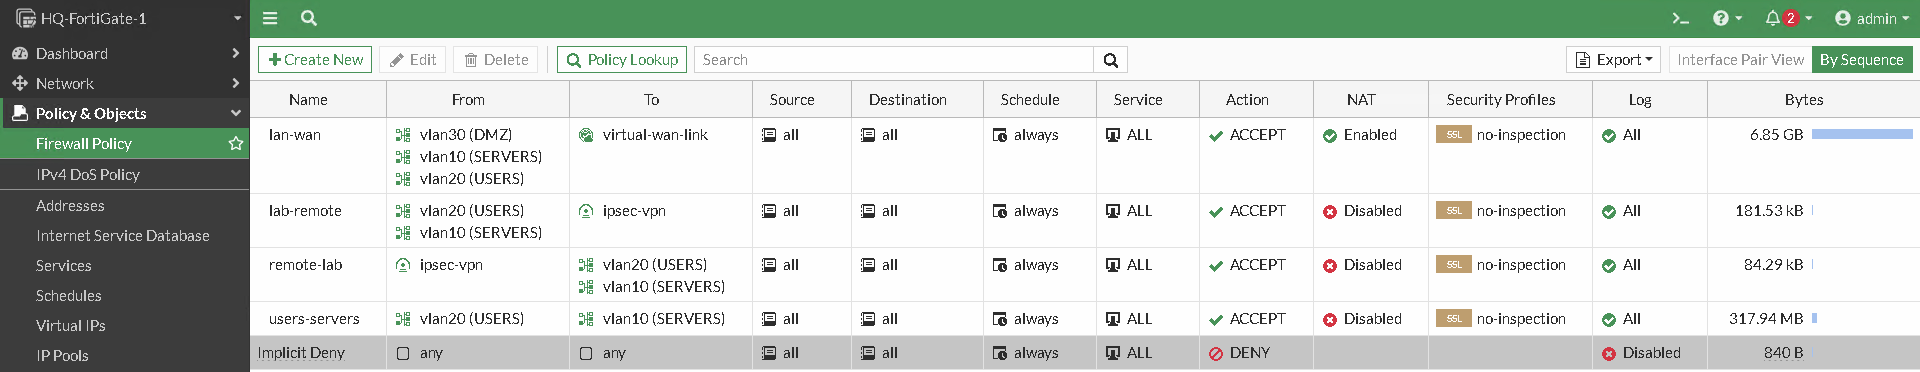 HQ-FortiGate-1
2
admin
Dashboard
Network
Policy & Objects
Firewall Policy
IPv4 DoS Policy
Addresses
Internet Service Database
Services
Schedules
Virtual IPs
IP Pools
Create New Edit Delete Policy Lookup Search Export Interface Pair View By Sequence
Name From To Source Destination Schedule Service Action NAT Security Profiles Log Bytes
lan-wan vlan30 (DMZ) virtual-wan-link all all always ALL ACCEPT Enabled SSL no-inspection All 6.85 GB
vlan10 (SERVERS)
vlan20 (USERS)
lab-remote vlan20 (USERS) ipsec-vpn all all always ALL ACCEPT Disabled SSL no-inspection All 181.53 kB
vlan10 (SERVERS)
remote-lab ipsec-vpn vlan20 (USERS) all all always ALL ACCEPT Disabled SSL no-inspection All 84.29 kB
vlan10 (SERVERS)
users-servers vlan20 (USERS) vlan10 (SERVERS) all all always ALL ACCEPT Disabled SSL no-inspection All 317.94 MB
Implicit Deny any any all all always ALL DENY Disabled 840 B